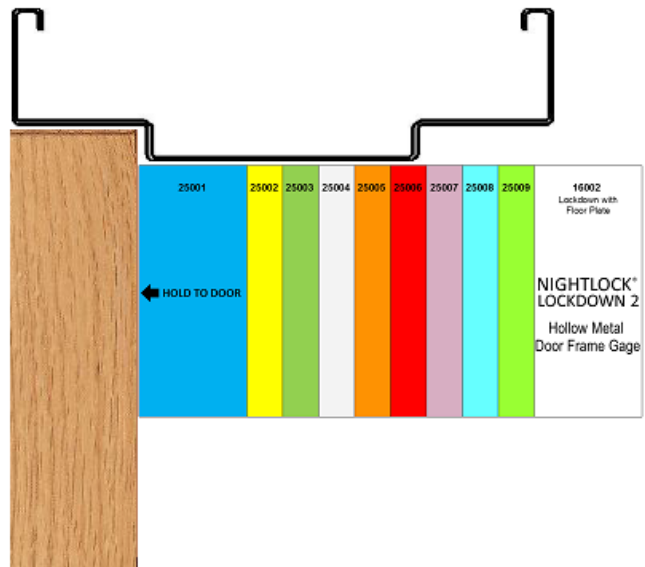 25001
25002
25003
25004
25005
25006
25007
25008
25009
16002
Lockdown with
Floor Plate
HOLD TO DOOR
NIGHTLOCK®
LOCKDOWN 2
Hollow Metal
Door Frame Gage